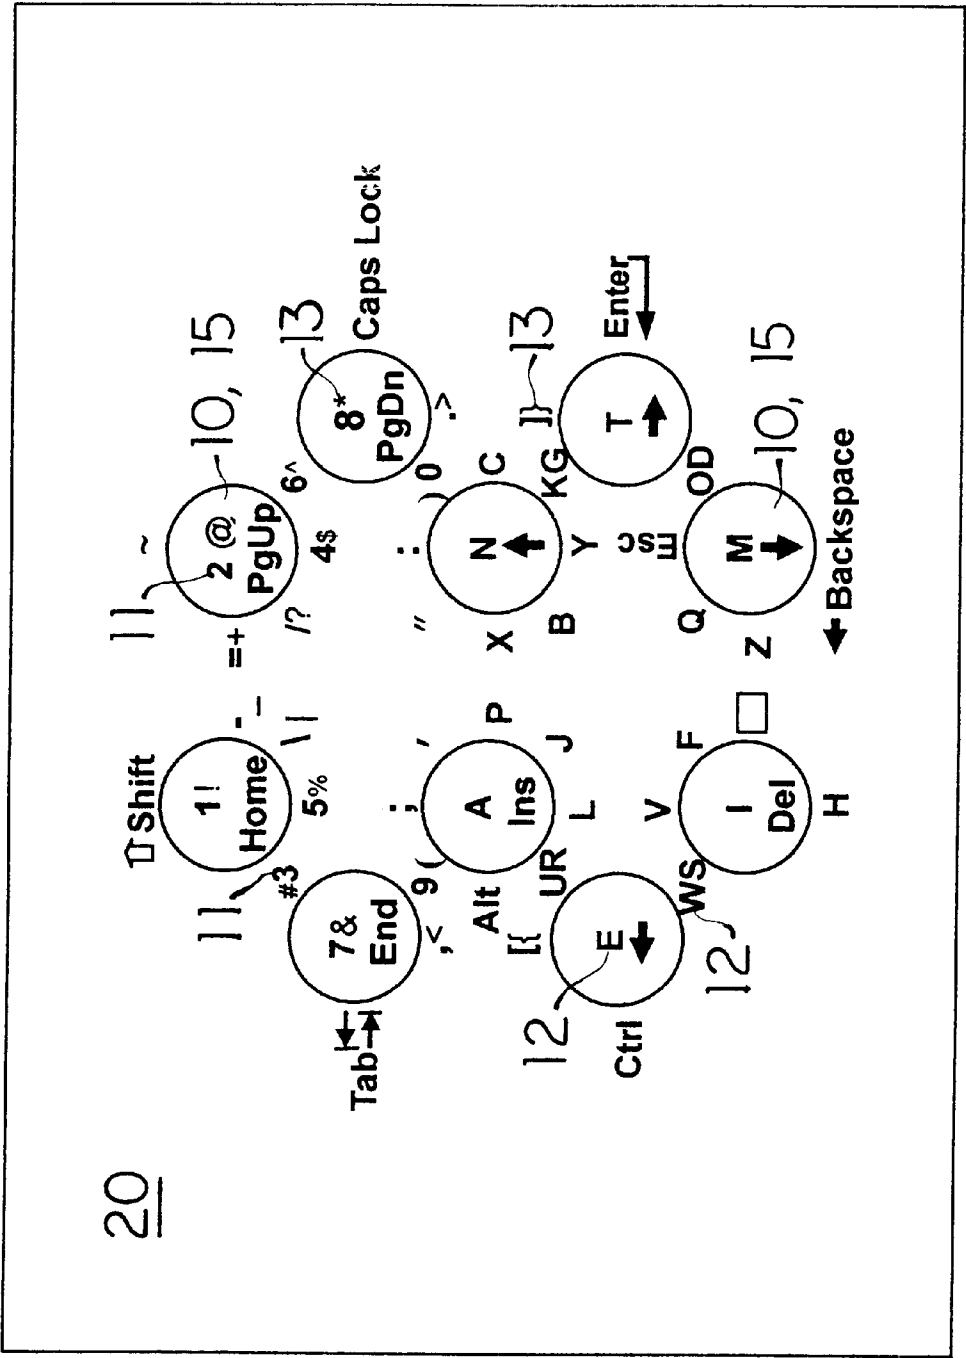 20
⇧ Shift
11
~
11
1!
Home
. _
=+
2 @
PgUp
10, 15
#3
5%
\ |
/?
4$
6^
13
Tab
7&
End
8*
PgDn
Caps Lock
,<
9 (
;
'
"
:
) 0
.>
Alt
A
Ins
P
X
N
C
[{
UR
L
J
B
Y
KG
]}
13
12
Ctrl
E
T
Enter
WS
V
F
Q
Esc
OD
12
I
Del
Z
M
10, 15
H
Backspace